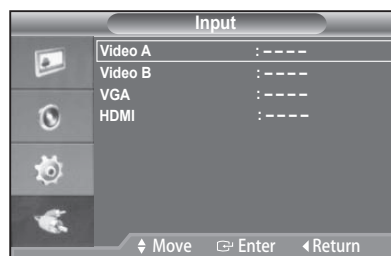 Input
Video A : – – – –
Video B : – – – –
VGA : – – – –
HDMI : – – – –
Move Enter Return